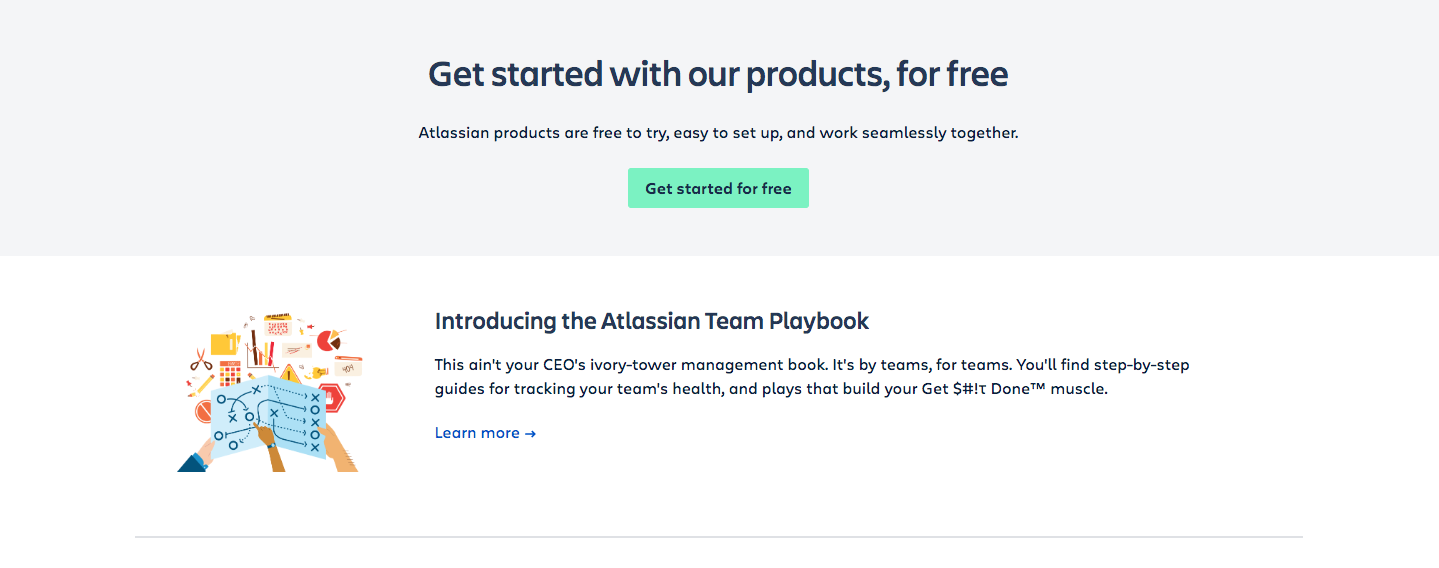 Get started with our products, for free
Atlassian products are free to try, easy to set up, and work seamlessly together.
Get started for free
Introducing the Atlassian Team Playbook
This ain't your CEO's ivory-tower management book. It's by teams, for teams. You'll find step-by-step
guides for tracking your team's health, and plays that build your Get $#!т Done™ muscle.
Learn more →
404